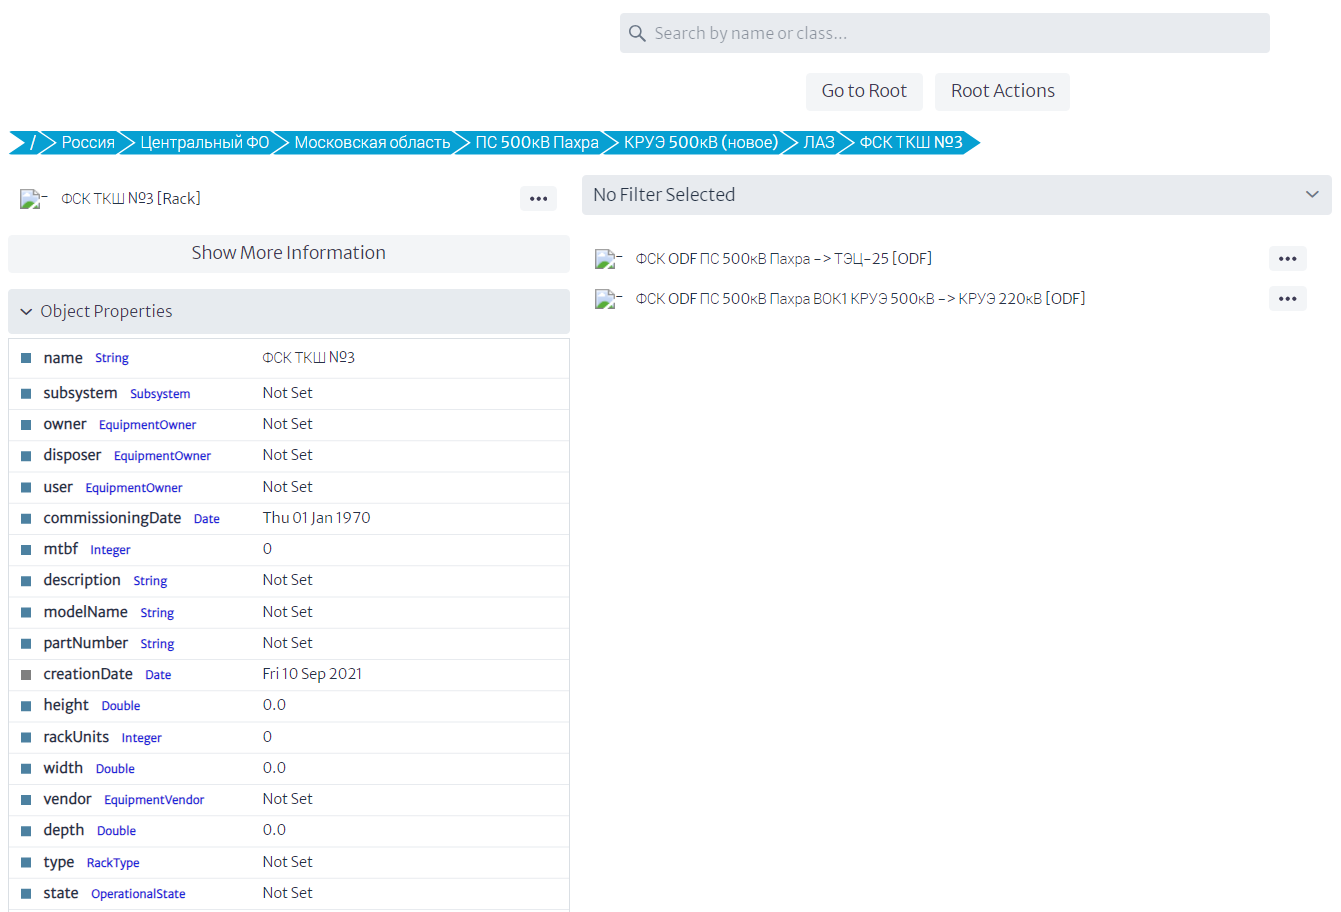 Search by name or class...
Go to Root Root Actions
/ Россия Центральный ФО Московская область ПС 500кВ Пахра КРУЭ 500кВ (новое) ЛАЗ ФСК ТКШ №3
ФСК ТКШ №3 [Rack]
Show More Information
Object Properties
name String ФСК ТКШ №3
subsystem Subsystem Not Set
owner EquipmentOwner Not Set
disposer EquipmentOwner Not Set
user EquipmentOwner Not Set
commissioningDate Date Thu 01 Jan 1970
mtbf Integer 0
description String Not Set
modelName String Not Set
partNumber String Not Set
creationDate Date Fri 10 Sep 2021
height Double 0.0
rackUnits Integer 0
width Double 0.0
vendor EquipmentVendor Not Set
depth Double 0.0
type RackType Not Set
state OperationalState Not Set
No Filter Selected
ФСК ODF ПС 500кВ Пахра -> ТЭЦ-25 [ODF]
ФСК ODF ПС 500кВ Пахра ВОК1 КРУЭ 500кВ -> КРУЭ 220кВ [ODF]